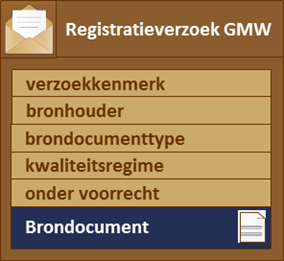 Registratieverzoek GMW
verzoekkenmerk
bronhouder
brondocumenttype
kwaliteitsregime
onder voorrecht
Brondocument